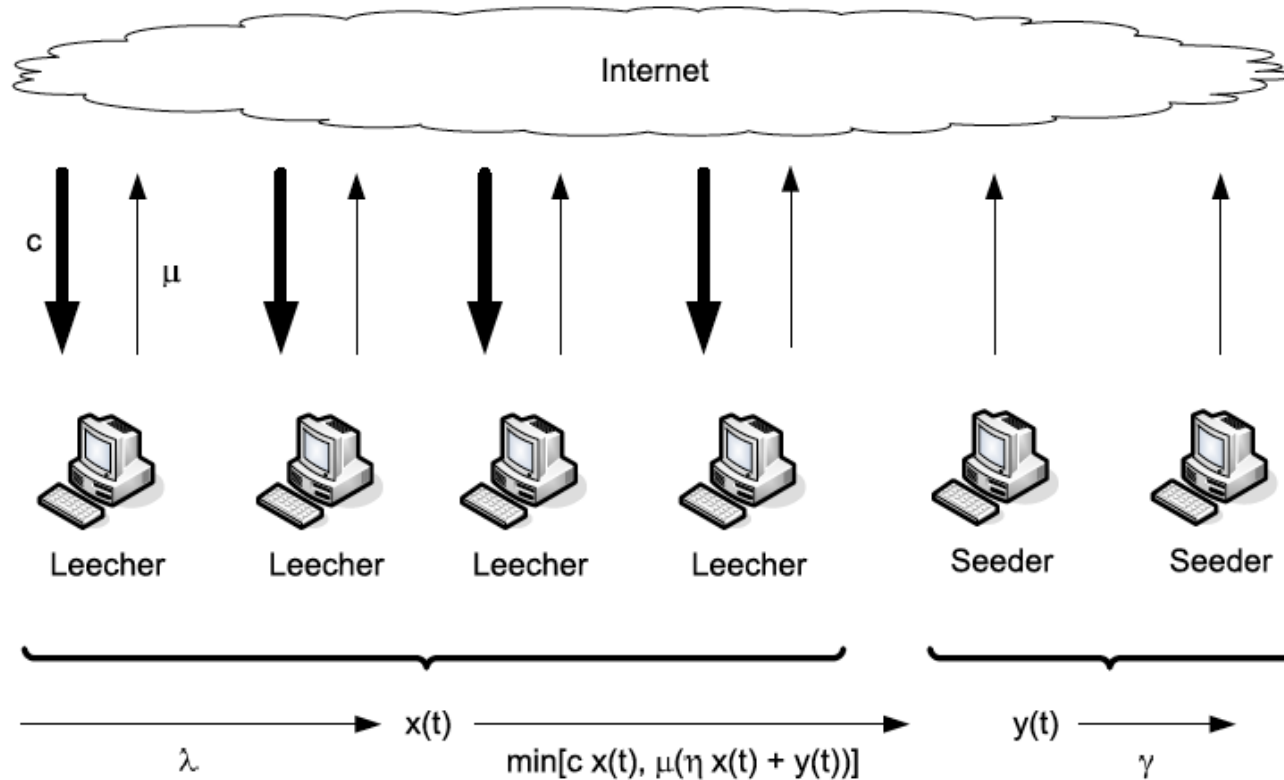 Internet
c
μ
Leecher Leecher Leecher Leecher Seeder Seeder
x(t) y(t)
λ min[c x(t), μ(η x(t) + y(t))] γ